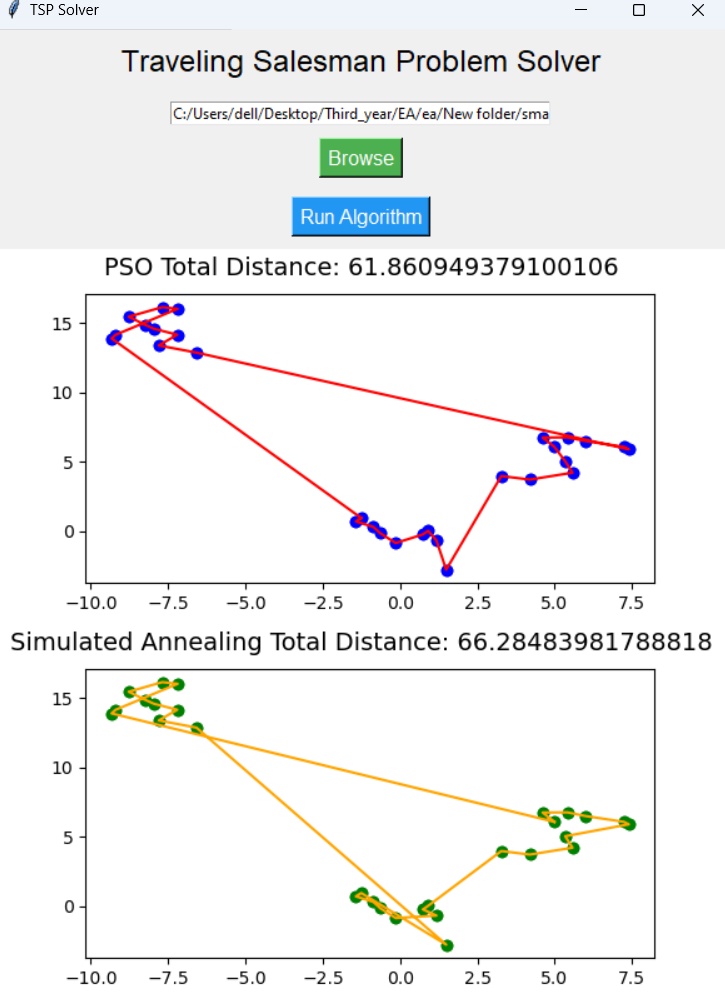 TSP Solver
Traveling Salesman Problem Solver
C:/Users/dell/Desktop/Third_year/EA/ea/New folder/sma
Browse
Run Algorithm
PSO Total Distance: 61.860949379100106
15
10
5
0
−10.0 −7.5 −5.0 −2.5 0.0 2.5 5.0 7.5
Simulated Annealing Total Distance: 66.28483981788818
15
10
5
0
−10.0 −7.5 −5.0 −2.5 0.0 2.5 5.0 7.5